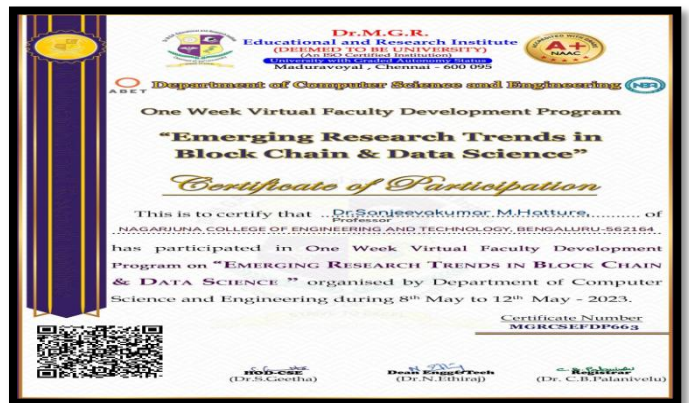 Dr.M.G.R.
Educational and Research Institute
(DEEMED TO BE UNIVERSITY)
(An ISO Certified Institution)
University with Graded Autonomy Status
Maduravoyal , Chennai - 600 095
ACCREDITED WITH GRADE
A+
NAAC
ABET
Department of Computer Science and Engineering
One Week Virtual Faculty Development Program
“Emerging Research Trends in
Block Chain & Data Science”
Certificate of Participation
This is to certify that ...Dr.Sanjeevakumar M.Hatture......... of
Professor
NAGARJUNA COLLEGE OF ENGINEERING AND TECHNOLOGY, BENGALURU-562164
has participated in One Week Virtual Faculty Development
Program on “EMERGING RESEARCH TRENDS IN BLOCK CHAIN
& DATA SCIENCE ” organised by Department of Computer
Science and Engineering during 8th May to 12th May - 2023.
Certificate Number
MGRCSEFDP663
HOD-CSE
(Dr.S.Geetha)
Dean Engg&Tech
(Dr.N.Ethiraj)
Registrar
(Dr. C.B.Palanivelu)